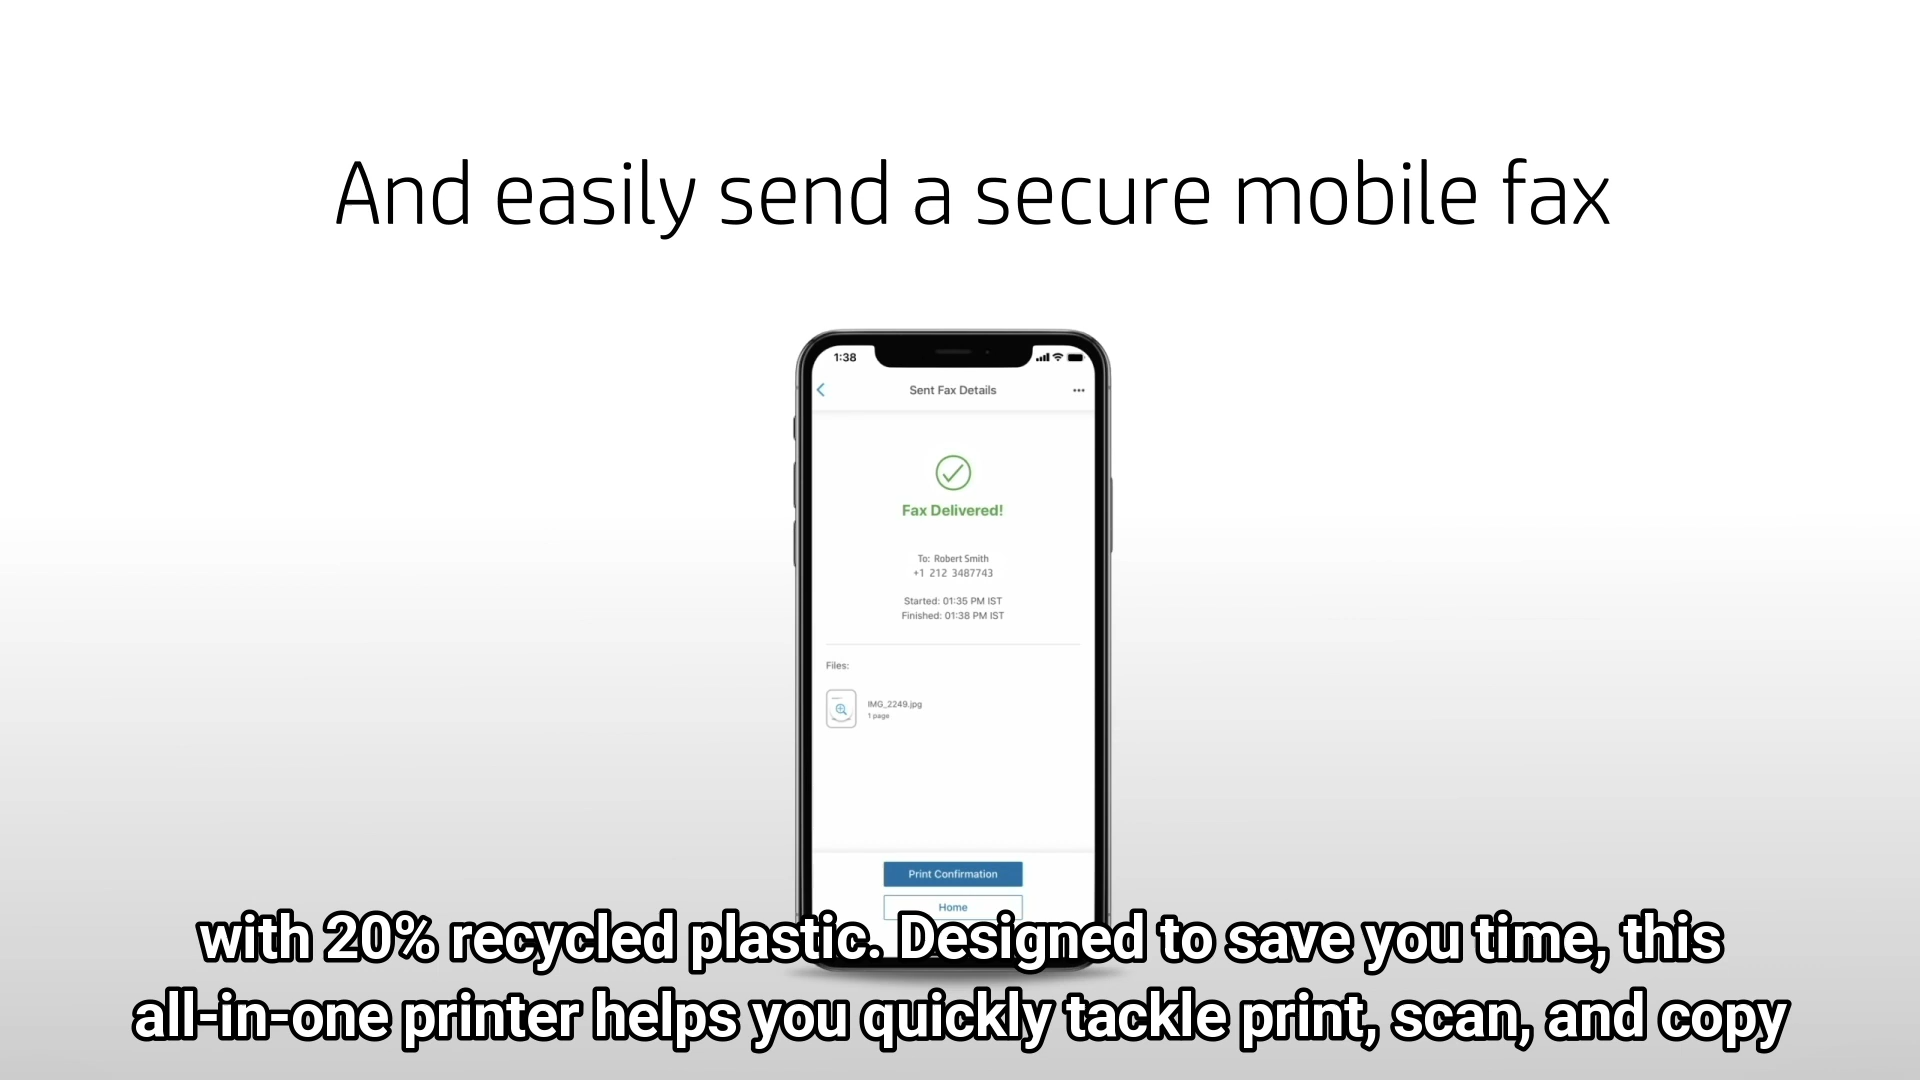 And easily send a secure mobile fax
1:38
Sent Fax Details
Fax Delivered!
To: Robert Smith
+1 212 3487743
Started: 01:35 PM IST
Finished: 01:38 PM IST
Files:
IMG_2249.jpg
1 page
Print Confirmation
Home
with 20% recycled plastic. Designed to save you time, this
all-in-one printer helps you quickly tackle print, scan, and copy